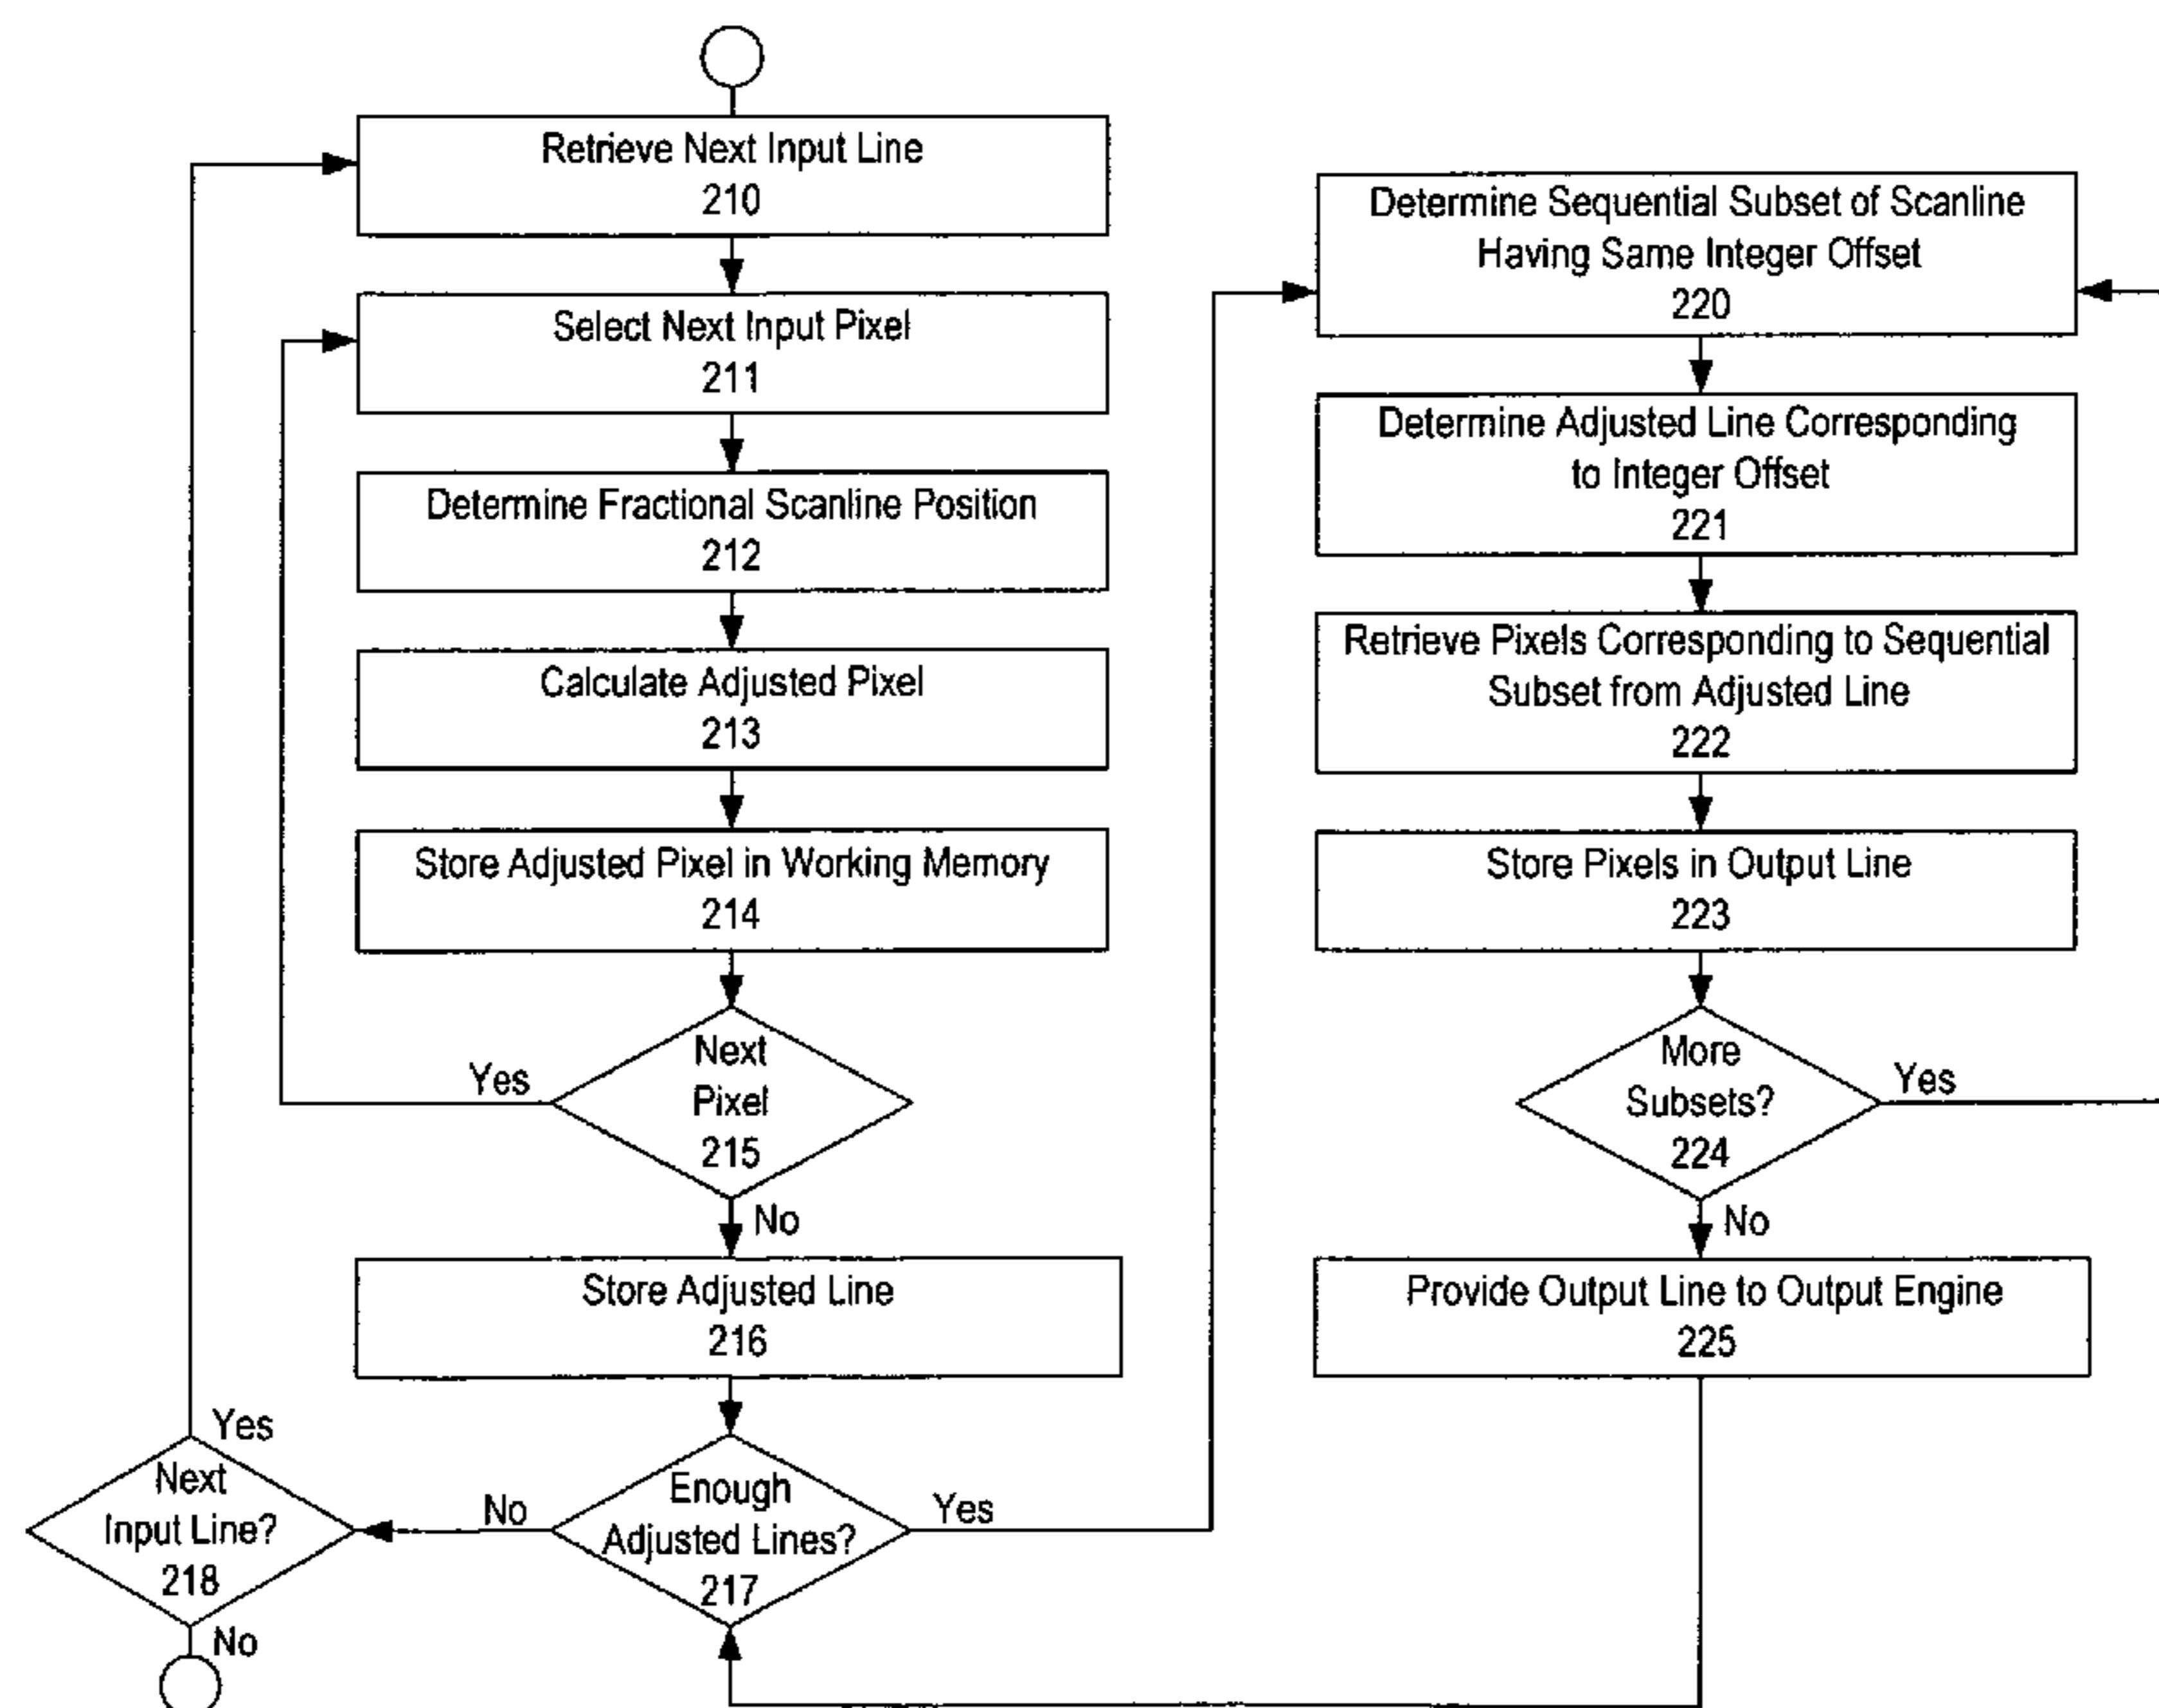 Retrieve Next Input Line
210
Select Next Input Pixel
211
Determine Fractional Scanline Position
212
Calculate Adjusted Pixel
213
Store Adjusted Pixel in Working Memory
214
Next
Pixel
215
Yes
No
Store Adjusted Line
216
Enough
Adjusted Lines?
217
No
Yes
Next
Input Line?
218
Yes
No
Determine Sequential Subset of Scanline
Having Same Integer Offset
220
Determine Adjusted Line Corresponding
to Integer Offset
221
Retrieve Pixels Corresponding to Sequential
Subset from Adjusted Line
222
Store Pixels in Output Line
223
More
Subsets?
224
Yes
No
Provide Output Line to Output Engine
225